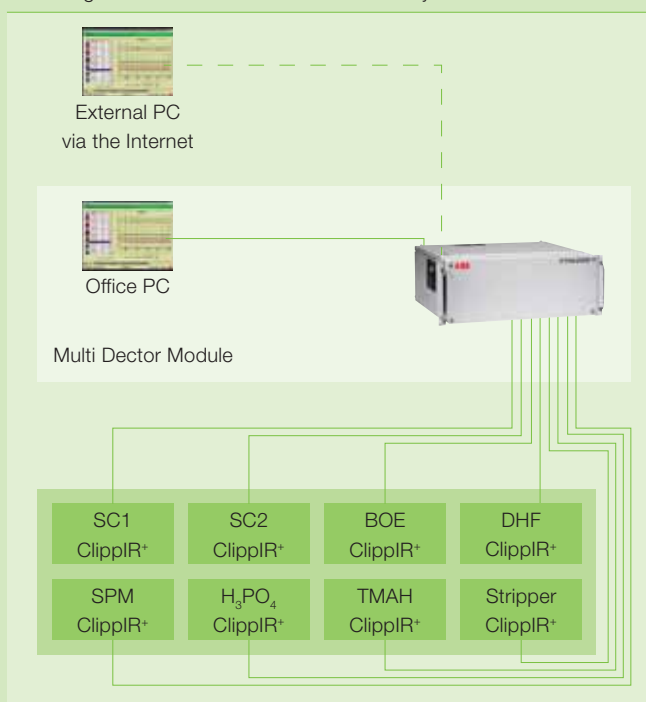 External PC
via the Internet
Office PC
ABB
Multi Dector Module
SC1 SC2 BOE DHF
ClippIR⁺ ClippIR⁺ ClippIR⁺ ClippIR⁺
SPM H₃PO₄ TMAH Stripper
ClippIR⁺ ClippIR⁺ ClippIR⁺ ClippIR⁺